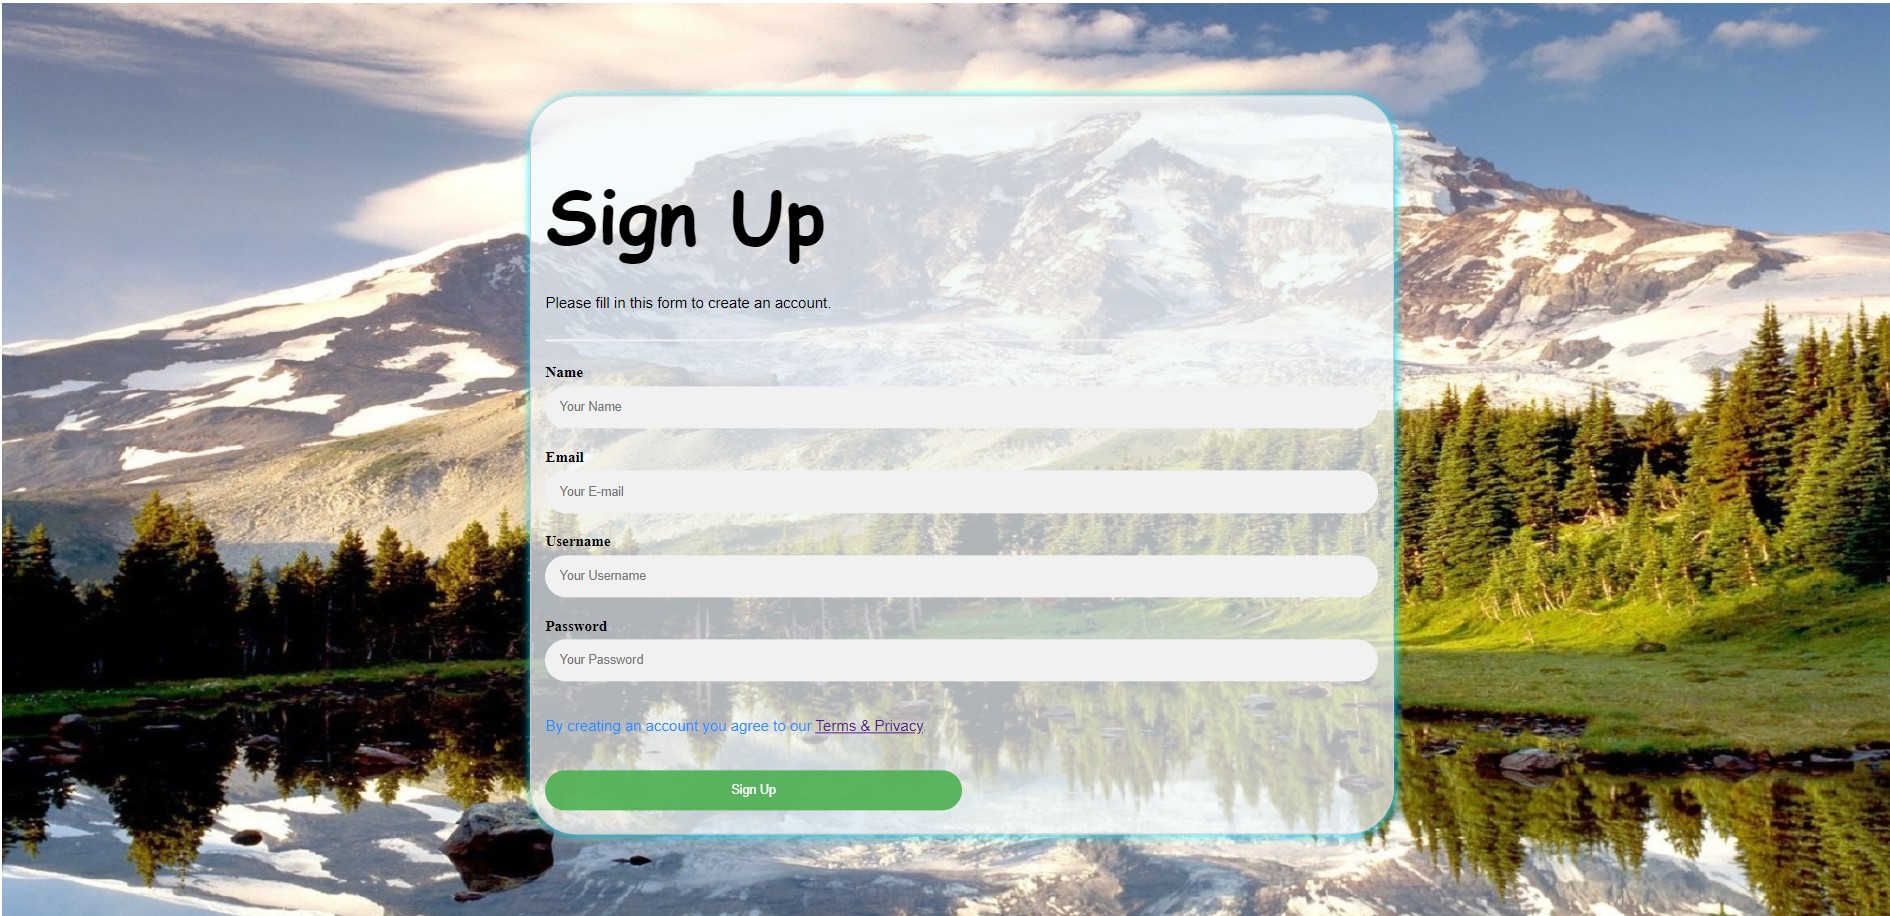 Sign Up
Please fill in this form to create an account.
Name
Your Name
Email
Your E-mail
Username
Your Username
Password
Your Password
By creating an account you agree to our Terms & Privacy.
Sign Up